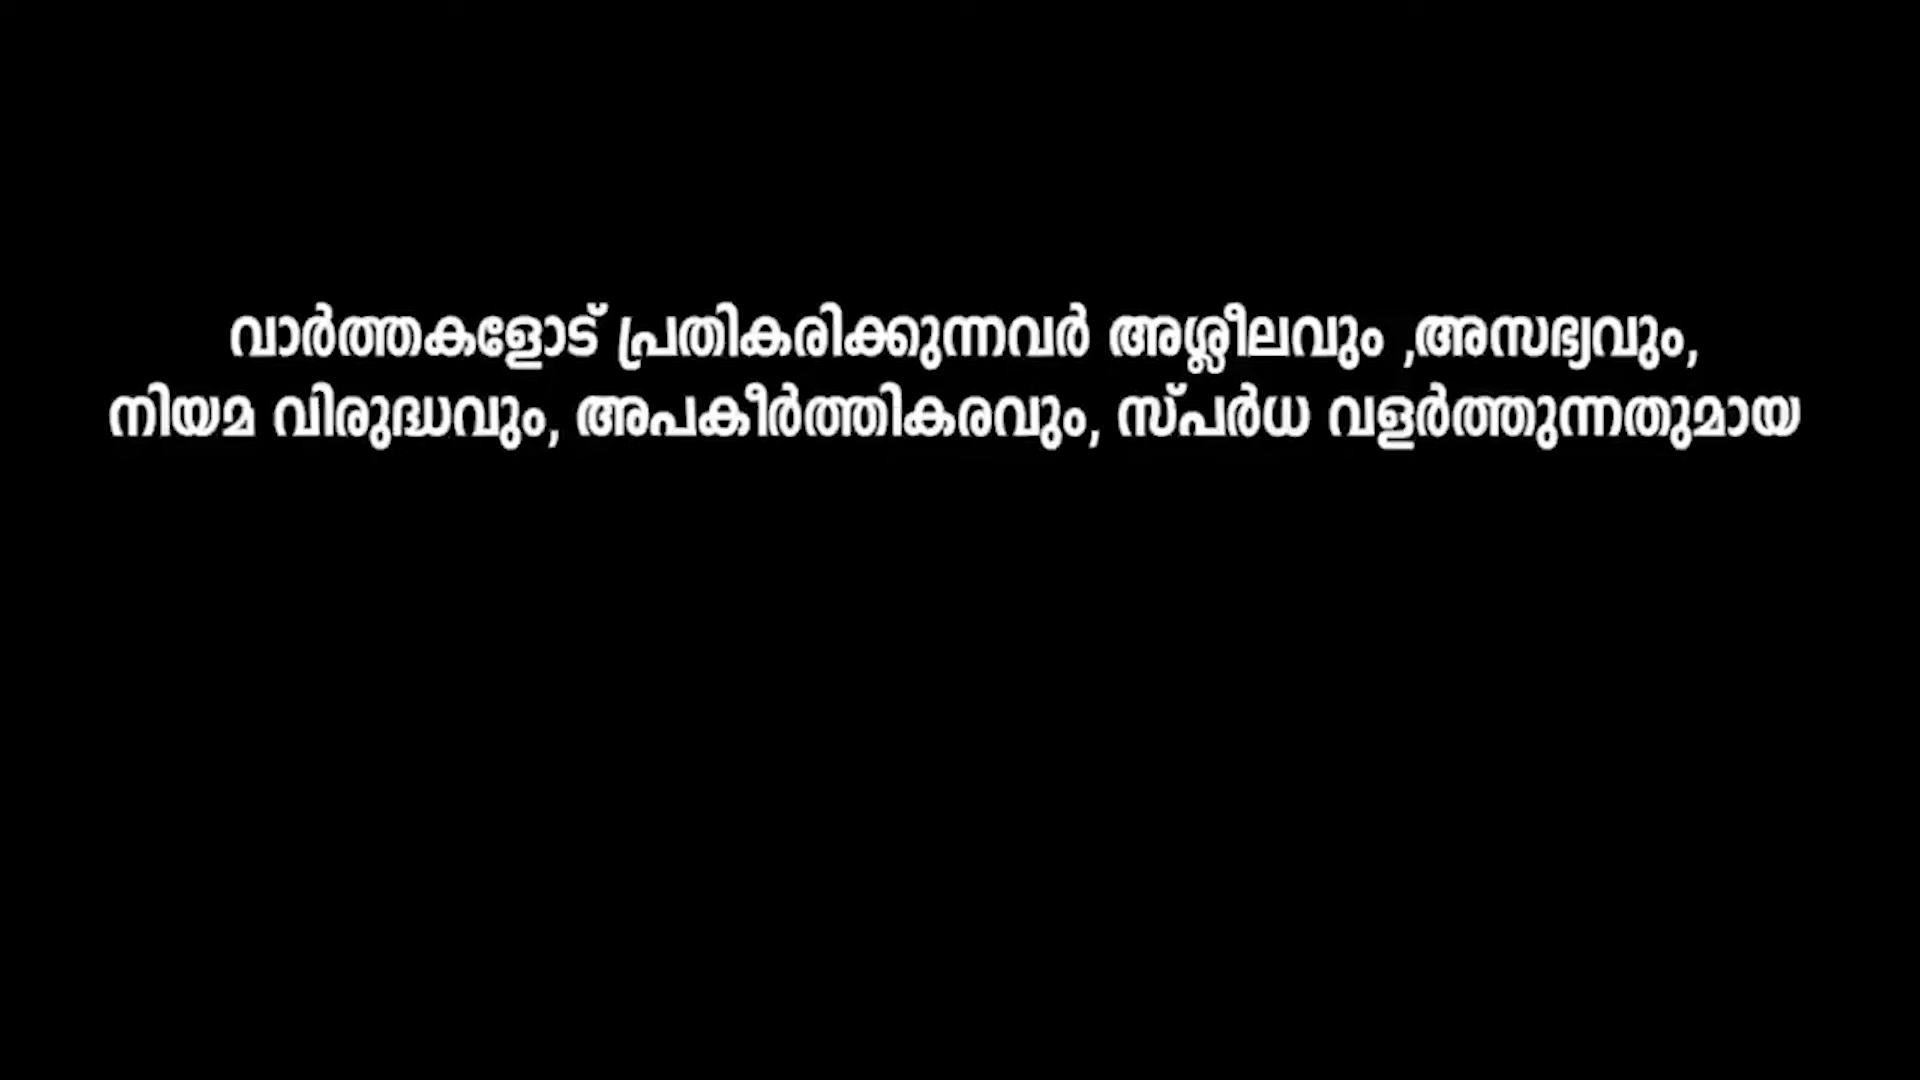 വാർത്തകളോട് പ്രതികരിക്കുന്നവർ അശ്ലീലവും ,അസഭ്യവും,
നിയമ വിരുദ്ധവും, അപകീർത്തികരവും, സ്പർധ വളർത്തുന്നതുമായ